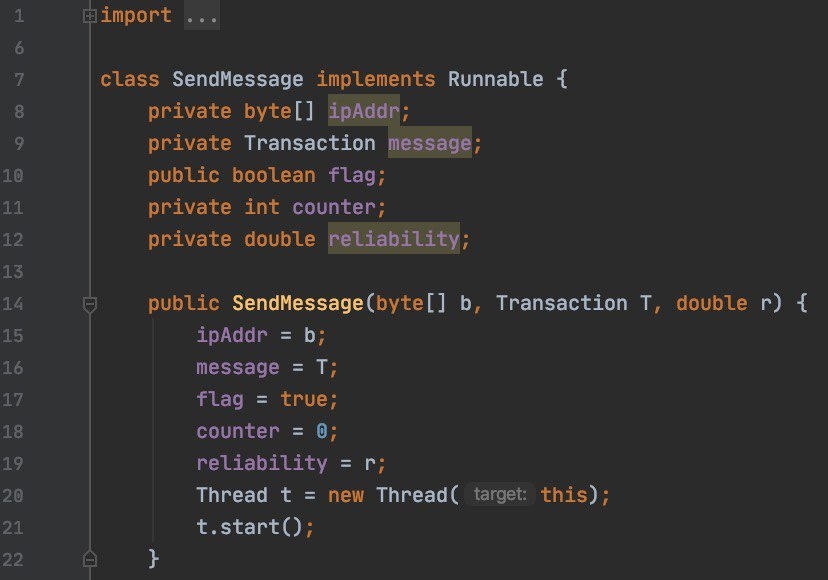 1 import ...
6
7 class SendMessage implements Runnable {
8 private byte[] ipAddr;
9 private Transaction message;
10 public boolean flag;
11 private int counter;
12 private double reliability;
13
14 public SendMessage(byte[] b, Transaction T, double r) {
15 ipAddr = b;
16 message = T;
17 flag = true;
18 counter = 0;
19 reliability = r;
20 Thread t = new Thread( target: this);
21 t.start();
22 }